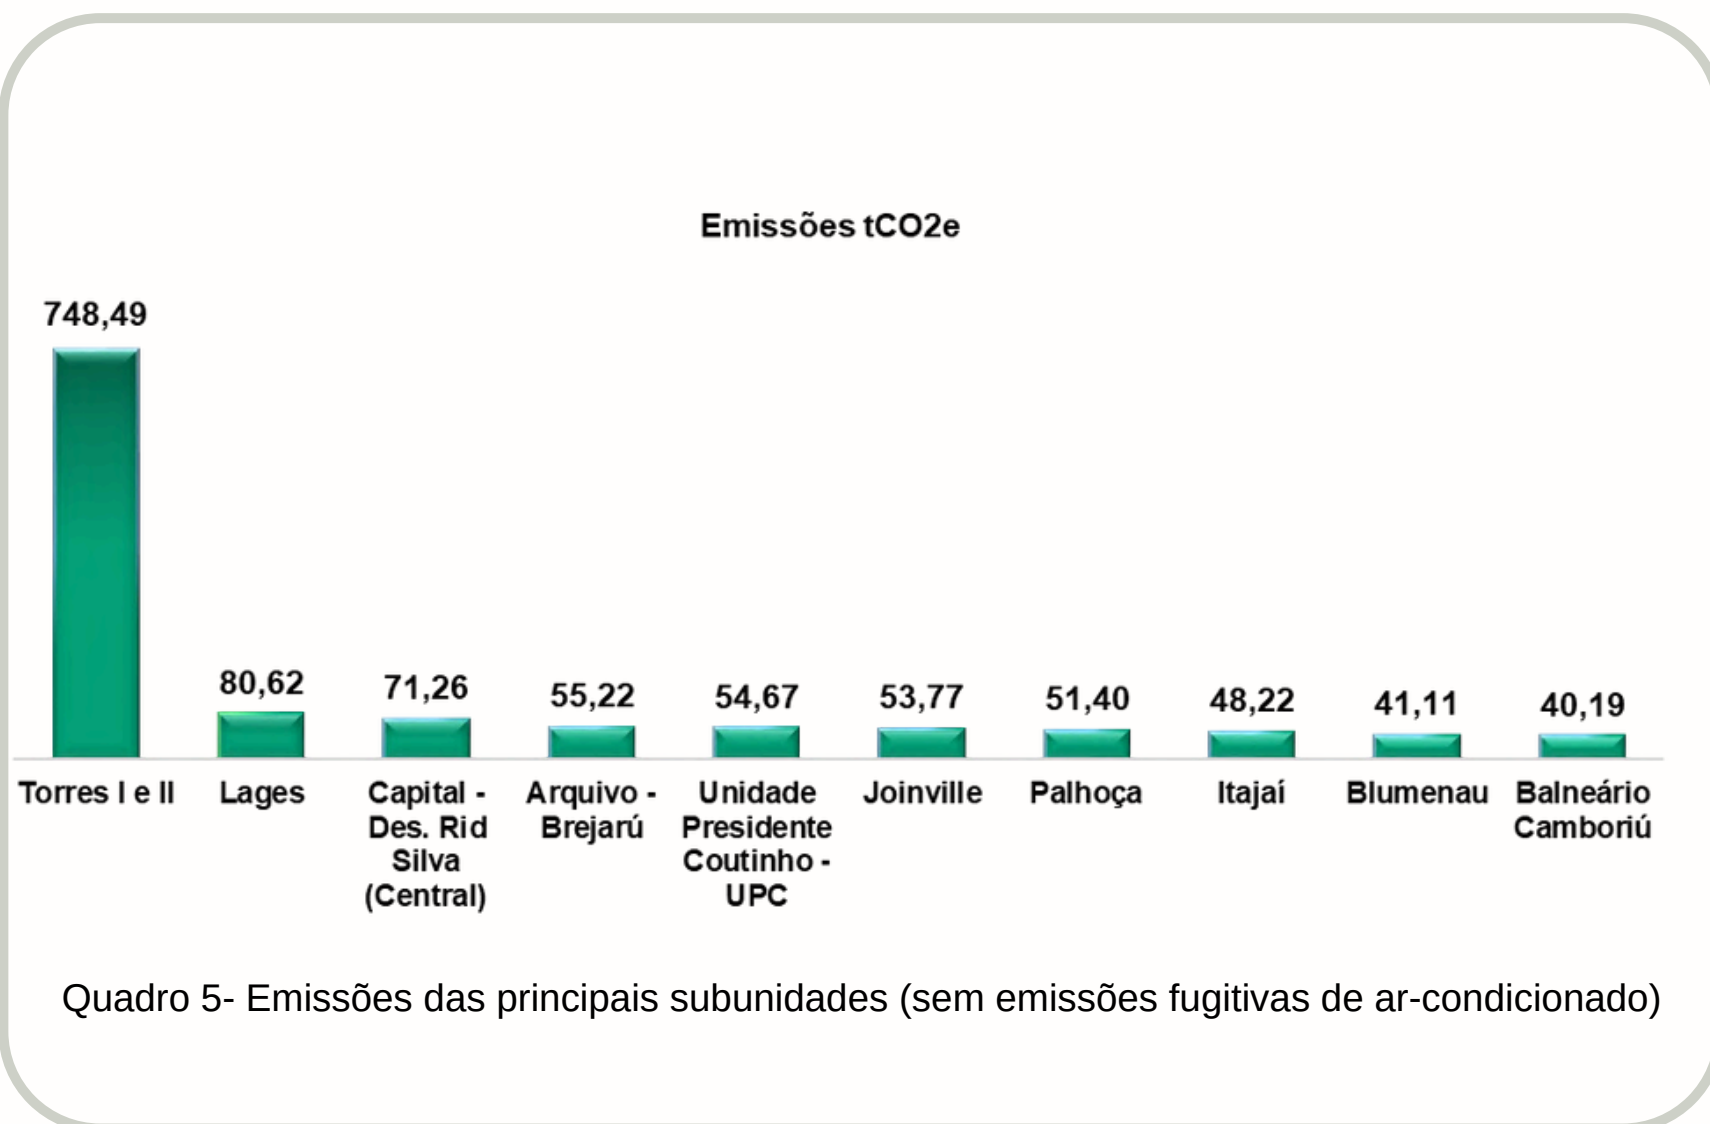 Emissões tCO2e
748,49
80,62
71,26
55,22
54,67
53,77
51,40
48,22
41,11
40,19
Torres I e II
Lages
Capital -
Des. Rid
Silva
(Central)
Arquivo -
Brejarú
Unidade
Presidente
Coutinho -
UPC
Joinville
Palhoça
Itajaí
Blumenau
Balneário
Camboriú
Quadro 5- Emissões das principais subunidades (sem emissões fugitivas de ar-condicionado)